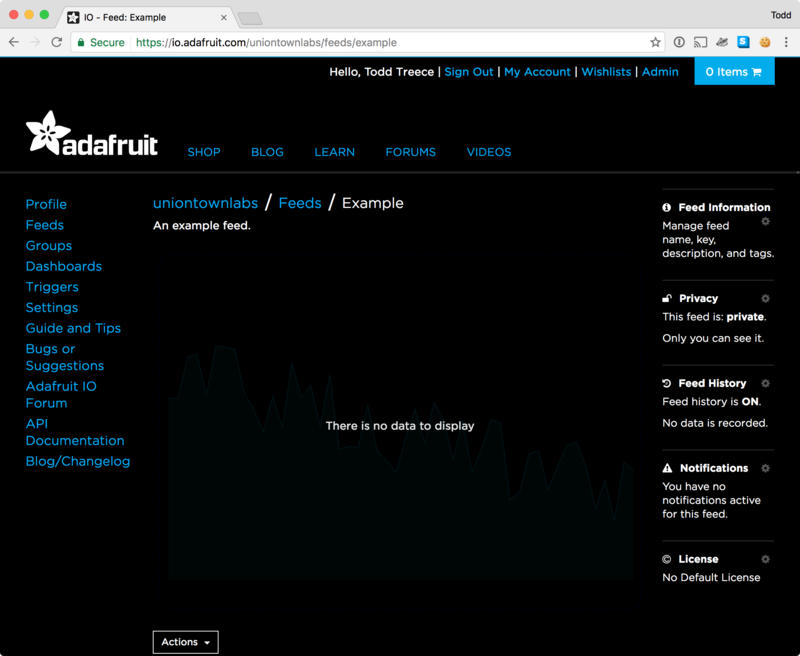 IO - Feed: Example
Todd
Secure https://io.adafruit.com/uniontownlabs/feeds/example
Hello, Todd Treece | Sign Out | My Account | Wishlists | Admin
0 Items
adafruit
SHOP BLOG LEARN FORUMS VIDEOS
Profile
Feeds
Groups
Dashboards
Triggers
Settings
Guide and Tips
Bugs or
Suggestions
Adafruit IO
Forum
API
Documentation
Blog/Changelog
uniontownlabs / Feeds / Example
An example feed.
There is no data to display
Actions
Feed Information
Manage feed
name, key,
description, and tags.
Privacy
This feed is: private.
Only you can see it.
Feed History
Feed history is ON.
No data is recorded.
Notifications
You have no
notifications active
for this feed.
© License
No Default License